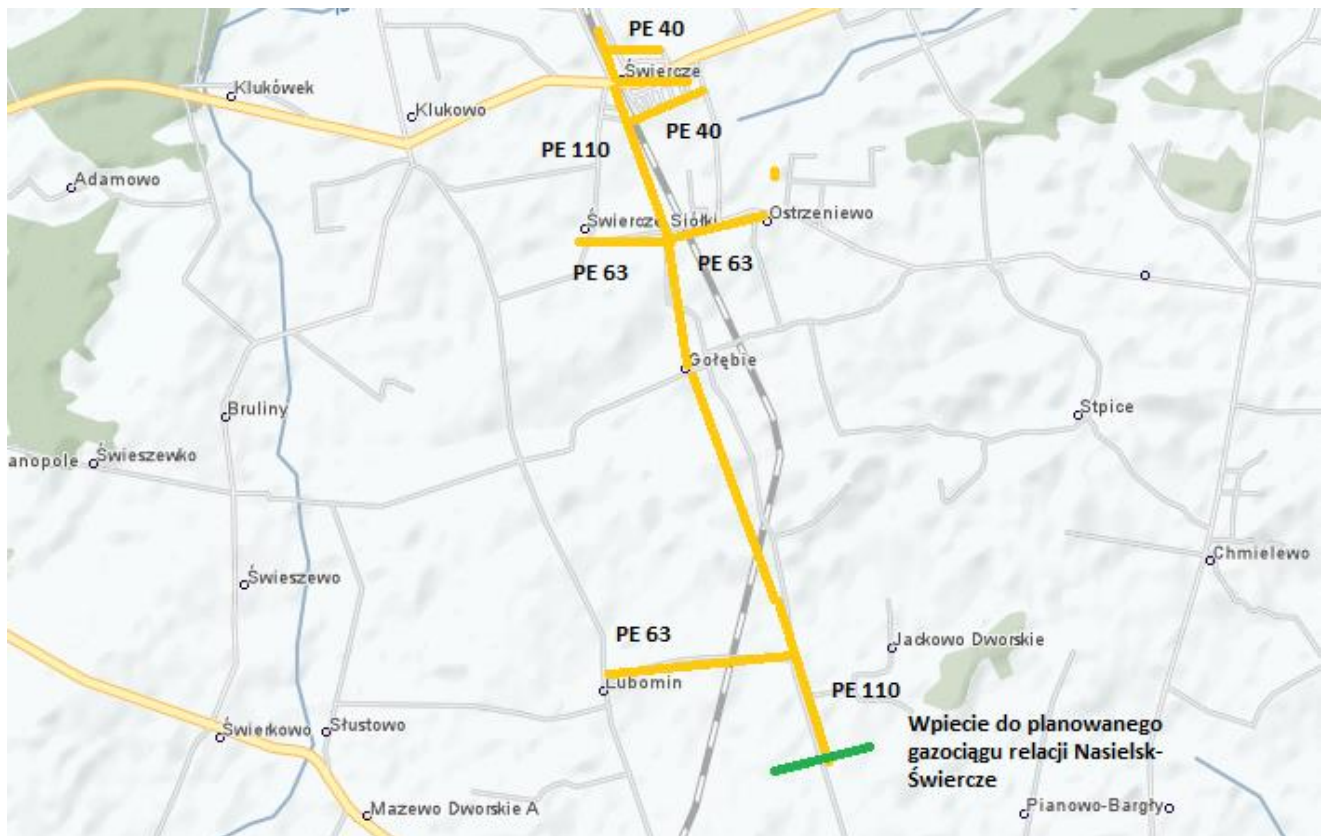 PE 40
Świercze
Klukówek
Klukowo
PE 40
PE 110
Adamowo
Świercze Siółki
Ostrzeniewo
PE 63
PE 63
Gołębie
Bruliny
Stpice
anopole
Świeszewko
Chmielewo
Świeszewo
PE 63
Jackowo Dworskie
Lubomin
PE 110
Wpiecie do planowanego
gazociągu relacji Nasielsk-
Świercze
Świerkowo
Słustowo
Mazewo Dworskie A
Pianowo-Bargły